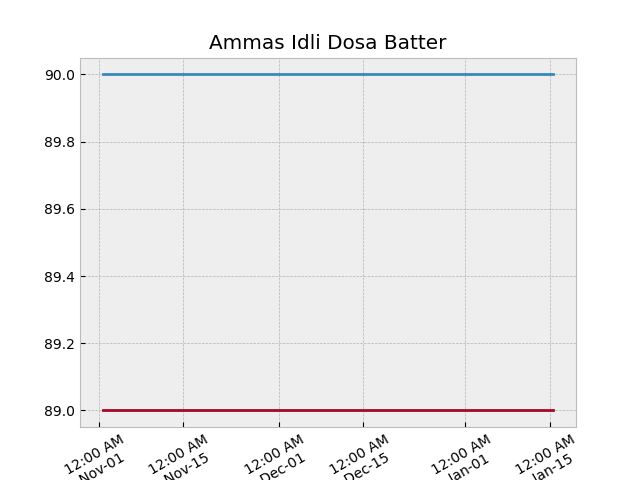 Ammas Idli Dosa Batter
90.0
89.8
89.6
89.4
89.2
89.0
12:00 AM
Nov-01
12:00 AM
Nov-15
12:00 AM
Dec-01
12:00 AM
Dec-15
12:00 AM
Jan-01
12:00 AM
Jan-15